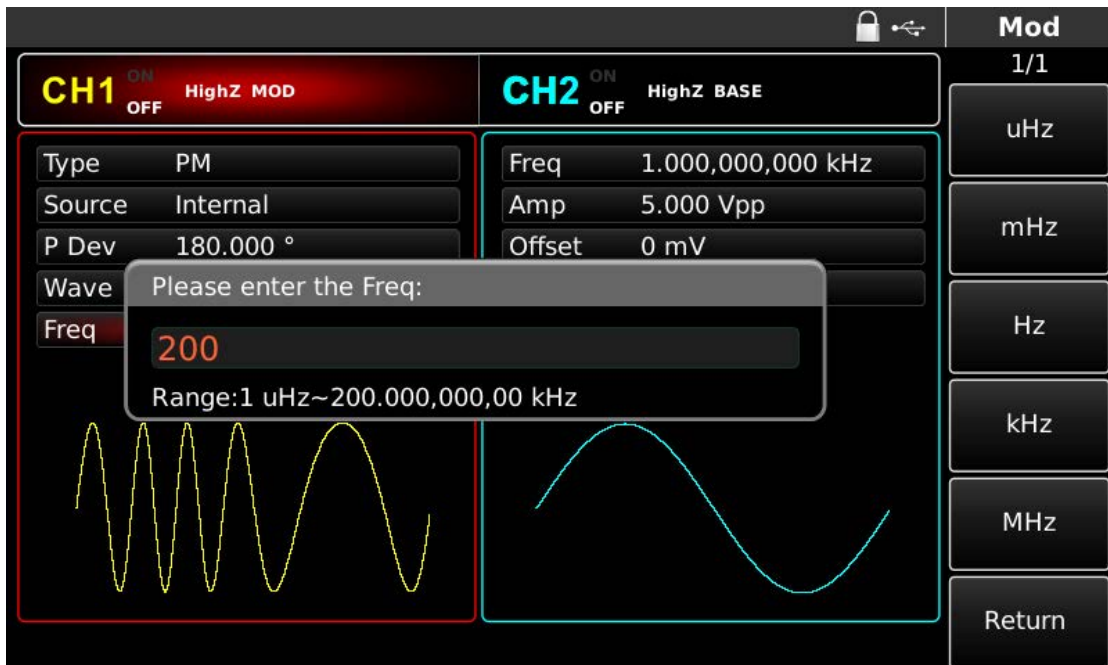 Mod
1/1
CH1 ON OFF HighZ MOD
CH2 ON OFF HighZ BASE
Type PM
Source Internal
P Dev 180.000 °
Wave
Freq
Freq 1.000,000,000 kHz
Amp 5.000 Vpp
Offset 0 mV
Please enter the Freq:
200
Range:1 uHz~200.000,000,00 kHz
uHz
mHz
Hz
kHz
MHz
Return